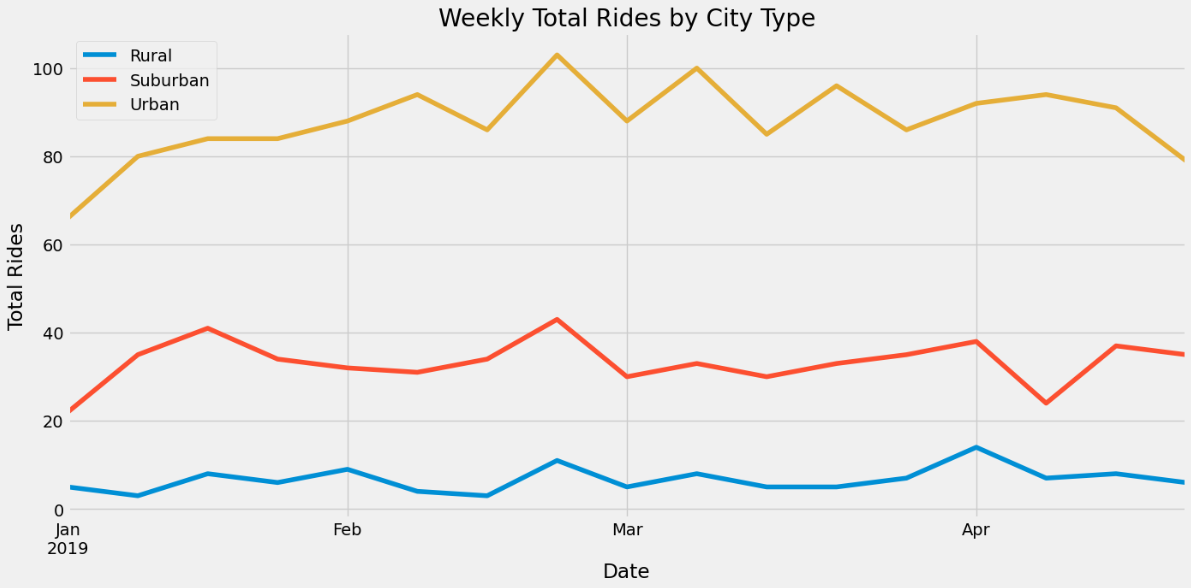 Weekly Total Rides by City Type
Rural
Suburban
Urban
100
80
60
40
20
0
Total Rides
Jan Feb Mar Apr
2019
Date